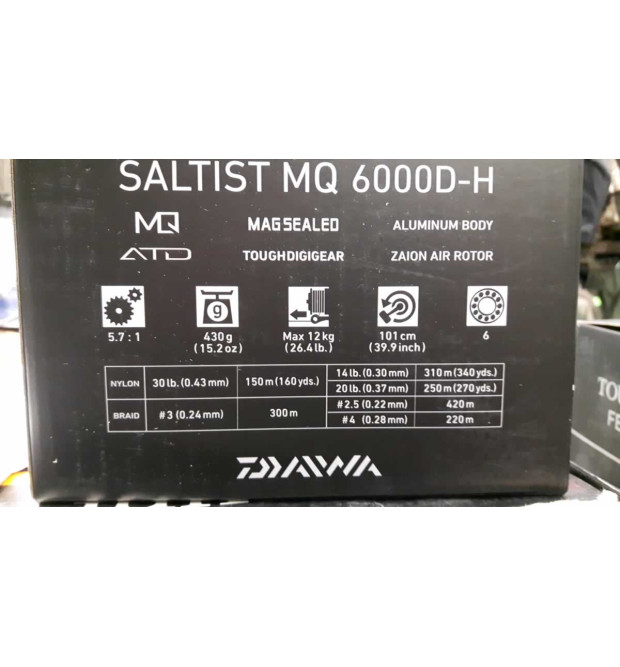 SALTIST MQ 6000D-H
MQ MAGSEALED ALUMINUM BODY
ATD TOUGHDIGIGEAR ZAION AIR ROTOR
g
5.7 : 1 430 g Max 12 kg 101 cm 6
(15.2 oz) (26.4 lb.) (39.9 inch)
NYLON 30 lb. (0.43 mm) 150 m (160 yds.) 14 lb. (0.30 mm) 310 m (340 yds.)
20 lb. (0.37 mm) 250 m (270 yds.)
BRAID #3 (0.24 mm) 300 m #2.5 (0.22 mm) 420 m
#4 (0.28 mm) 220 m
DAIWA